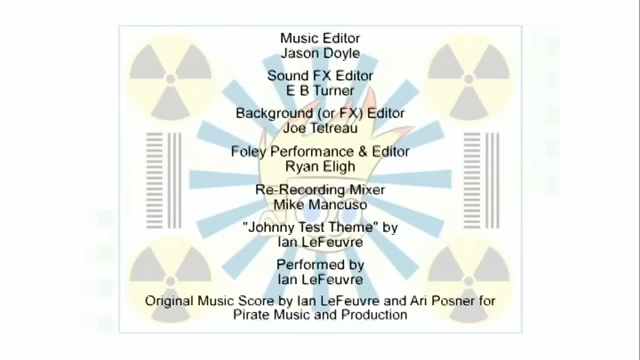 Music Editor
Jason Doyle
Sound FX Editor
E B Turner
Background (or FX) Editor
Joe Tetreau
Foley Performance & Editor
Ryan Eligh
Re-Recording Mixer
Mike Mancuso
"Johnny Test Theme" by
Ian LeFeuvre
Performed by
Ian LeFeuvre
Original Music Score by Ian LeFeuvre and Ari Posner for
Pirate Music and Production